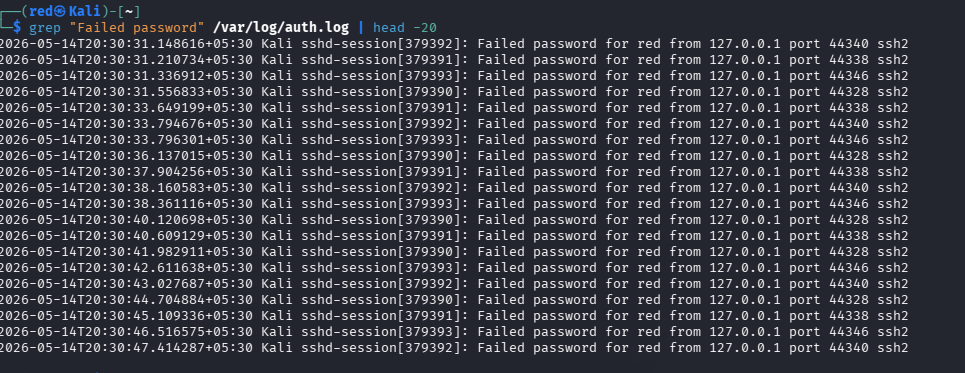 ┌──(red㉿Kali)-[~]
└─$ grep "Failed password" /var/log/auth.log | head -20
2026-05-14T20:30:31.148616+05:30 Kali sshd-session[379392]: Failed password for red from 127.0.0.1 port 44340 ssh2
2026-05-14T20:30:31.210734+05:30 Kali sshd-session[379391]: Failed password for red from 127.0.0.1 port 44338 ssh2
2026-05-14T20:30:31.336912+05:30 Kali sshd-session[379393]: Failed password for red from 127.0.0.1 port 44346 ssh2
2026-05-14T20:30:31.556833+05:30 Kali sshd-session[379390]: Failed password for red from 127.0.0.1 port 44328 ssh2
2026-05-14T20:30:33.649199+05:30 Kali sshd-session[379391]: Failed password for red from 127.0.0.1 port 44338 ssh2
2026-05-14T20:30:33.794676+05:30 Kali sshd-session[379392]: Failed password for red from 127.0.0.1 port 44340 ssh2
2026-05-14T20:30:33.796301+05:30 Kali sshd-session[379393]: Failed password for red from 127.0.0.1 port 44346 ssh2
2026-05-14T20:30:36.137015+05:30 Kali sshd-session[379390]: Failed password for red from 127.0.0.1 port 44328 ssh2
2026-05-14T20:30:37.904256+05:30 Kali sshd-session[379391]: Failed password for red from 127.0.0.1 port 44338 ssh2
2026-05-14T20:30:38.160583+05:30 Kali sshd-session[379392]: Failed password for red from 127.0.0.1 port 44340 ssh2
2026-05-14T20:30:38.361116+05:30 Kali sshd-session[379393]: Failed password for red from 127.0.0.1 port 44346 ssh2
2026-05-14T20:30:40.120698+05:30 Kali sshd-session[379390]: Failed password for red from 127.0.0.1 port 44328 ssh2
2026-05-14T20:30:40.609129+05:30 Kali sshd-session[379391]: Failed password for red from 127.0.0.1 port 44338 ssh2
2026-05-14T20:30:41.982911+05:30 Kali sshd-session[379390]: Failed password for red from 127.0.0.1 port 44328 ssh2
2026-05-14T20:30:42.611638+05:30 Kali sshd-session[379393]: Failed password for red from 127.0.0.1 port 44346 ssh2
2026-05-14T20:30:43.027687+05:30 Kali sshd-session[379392]: Failed password for red from 127.0.0.1 port 44340 ssh2
2026-05-14T20:30:44.704884+05:30 Kali sshd-session[379390]: Failed password for red from 127.0.0.1 port 44328 ssh2
2026-05-14T20:30:45.109336+05:30 Kali sshd-session[379391]: Failed password for red from 127.0.0.1 port 44338 ssh2
2026-05-14T20:30:46.516575+05:30 Kali sshd-session[379393]: Failed password for red from 127.0.0.1 port 44346 ssh2
2026-05-14T20:30:47.414287+05:30 Kali sshd-session[379392]: Failed password for red from 127.0.0.1 port 44340 ssh2